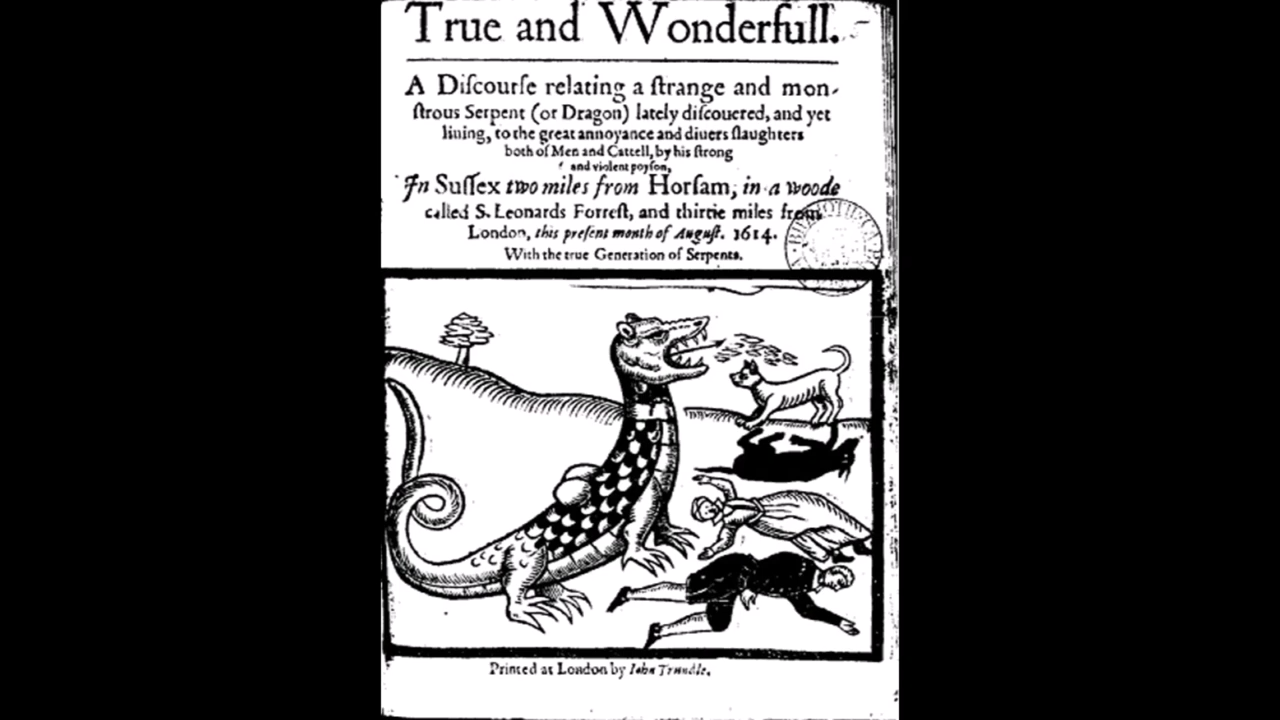 True and Wonderfull.
A Diſcourſe relating a ſtrange and mon-
ſtrous Serpent (or Dragon) lately diſcouered, and yet
liuing, to the great annoyance and diuers ſlaughters
both of Men and Cattell, by his ſtrong
and violent poyſon,
In Suſſex two miles from Horſam, in a woode
called S. Leonards Forreſt, and thirtie miles from
London, this preſent month of Auguſt. 1614.
With the true Generation of Serpents.
Printed at London by Iohn Trundle.